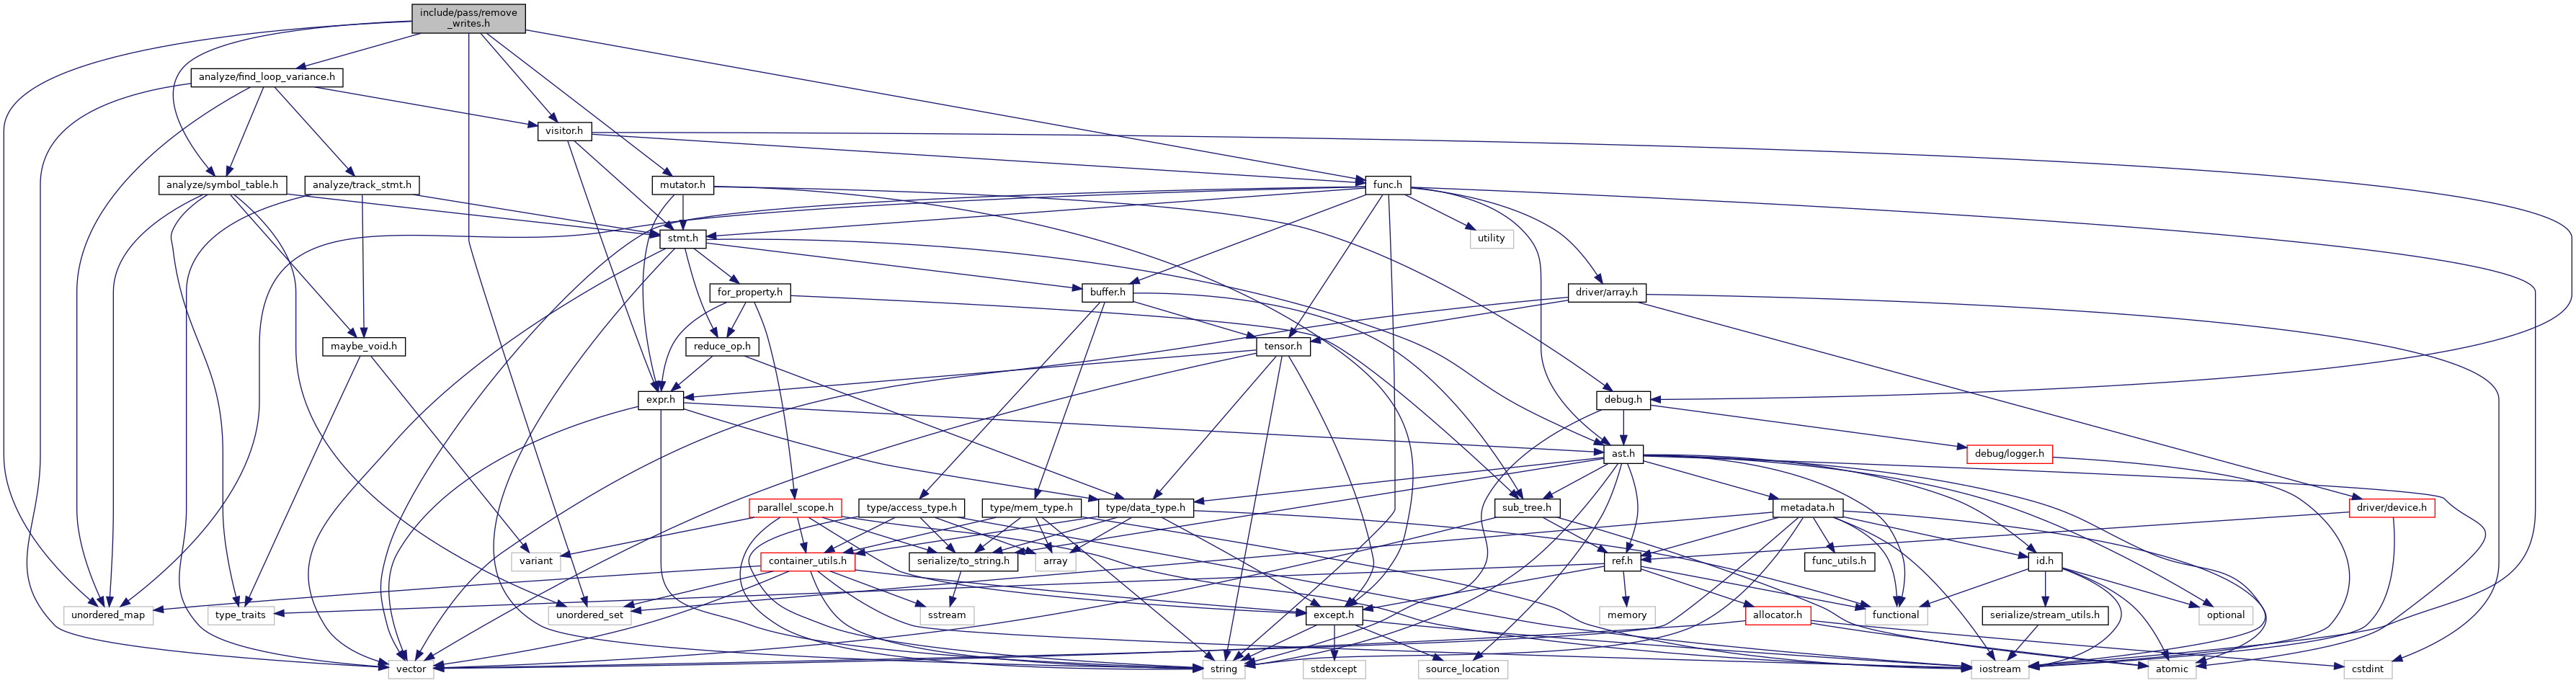 include/pass/remove
_writes.h
analyze/find_loop_variance.h
visitor.h
analyze/symbol_table.h
analyze/track_stmt.h
mutator.h
func.h
stmt.h
utility
for_property.h
buffer.h
driver/array.h
maybe_void.h
reduce_op.h
tensor.h
expr.h
debug.h
ast.h
debug/logger.h
parallel_scope.h
type/access_type.h
type/mem_type.h
type/data_type.h
sub_tree.h
metadata.h
driver/device.h
variant
container_utils.h
serialize/to_string.h
array
ref.h
func_utils.h
id.h
unordered_map
type_traits
unordered_set
sstream
except.h
memory
allocator.h
functional
serialize/stream_utils.h
optional
vector
string
stdexcept
source_location
iostream
atomic
cstdint